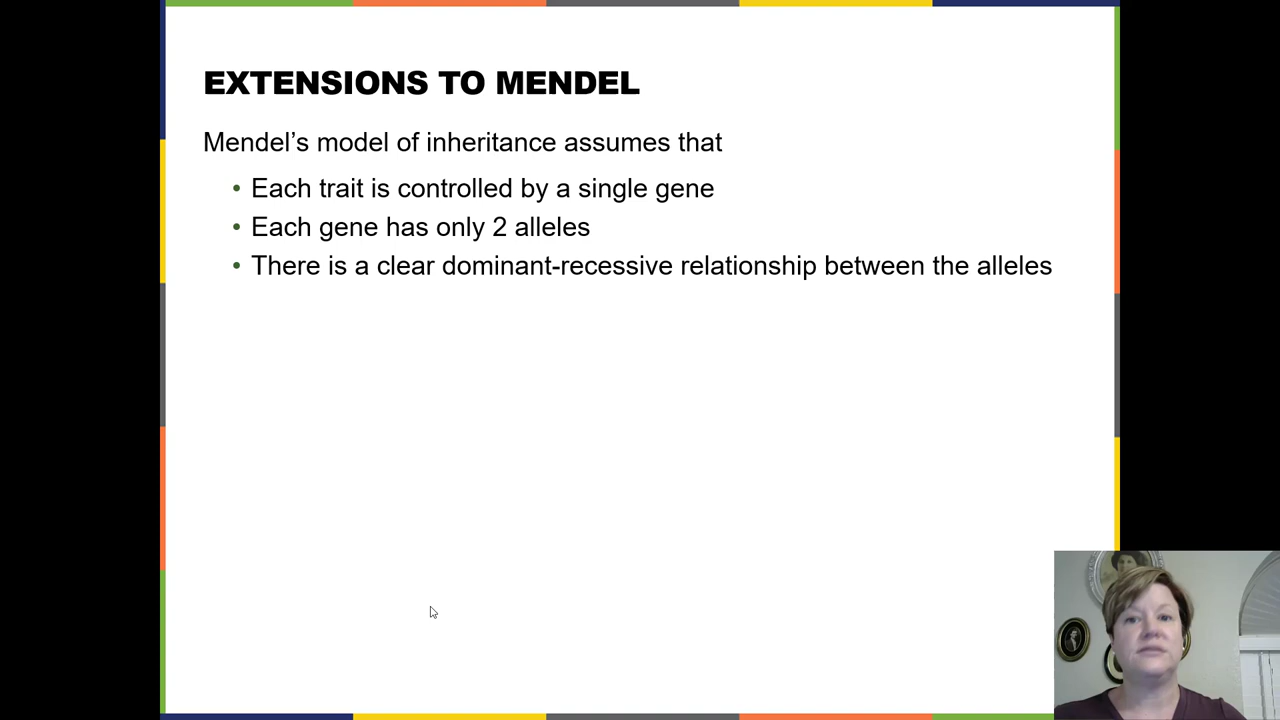 EXTENSIONS TO MENDEL
Mendel’s model of inheritance assumes that
• Each trait is controlled by a single gene
• Each gene has only 2 alleles
• There is a clear dominant-recessive relationship between the alleles